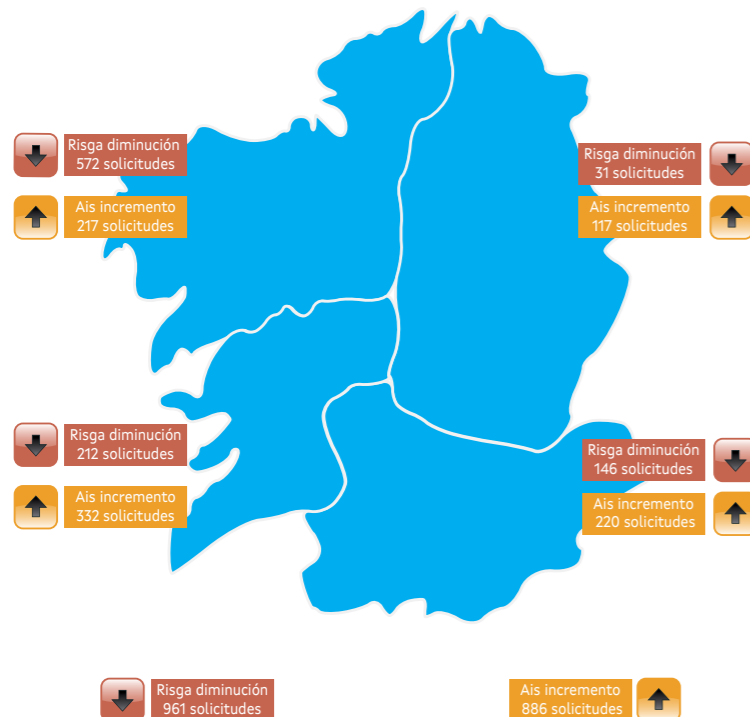 Risga diminución
572 solicitudes
Ais incremento
217 solicitudes
Risga diminución
31 solicitudes
Ais incremento
117 solicitudes
Risga diminución
212 solicitudes
Ais incremento
332 solicitudes
Risga diminución
146 solicitudes
Ais incremento
220 solicitudes
Risga diminución
961 solicitudes
Ais incremento
886 solicitudes